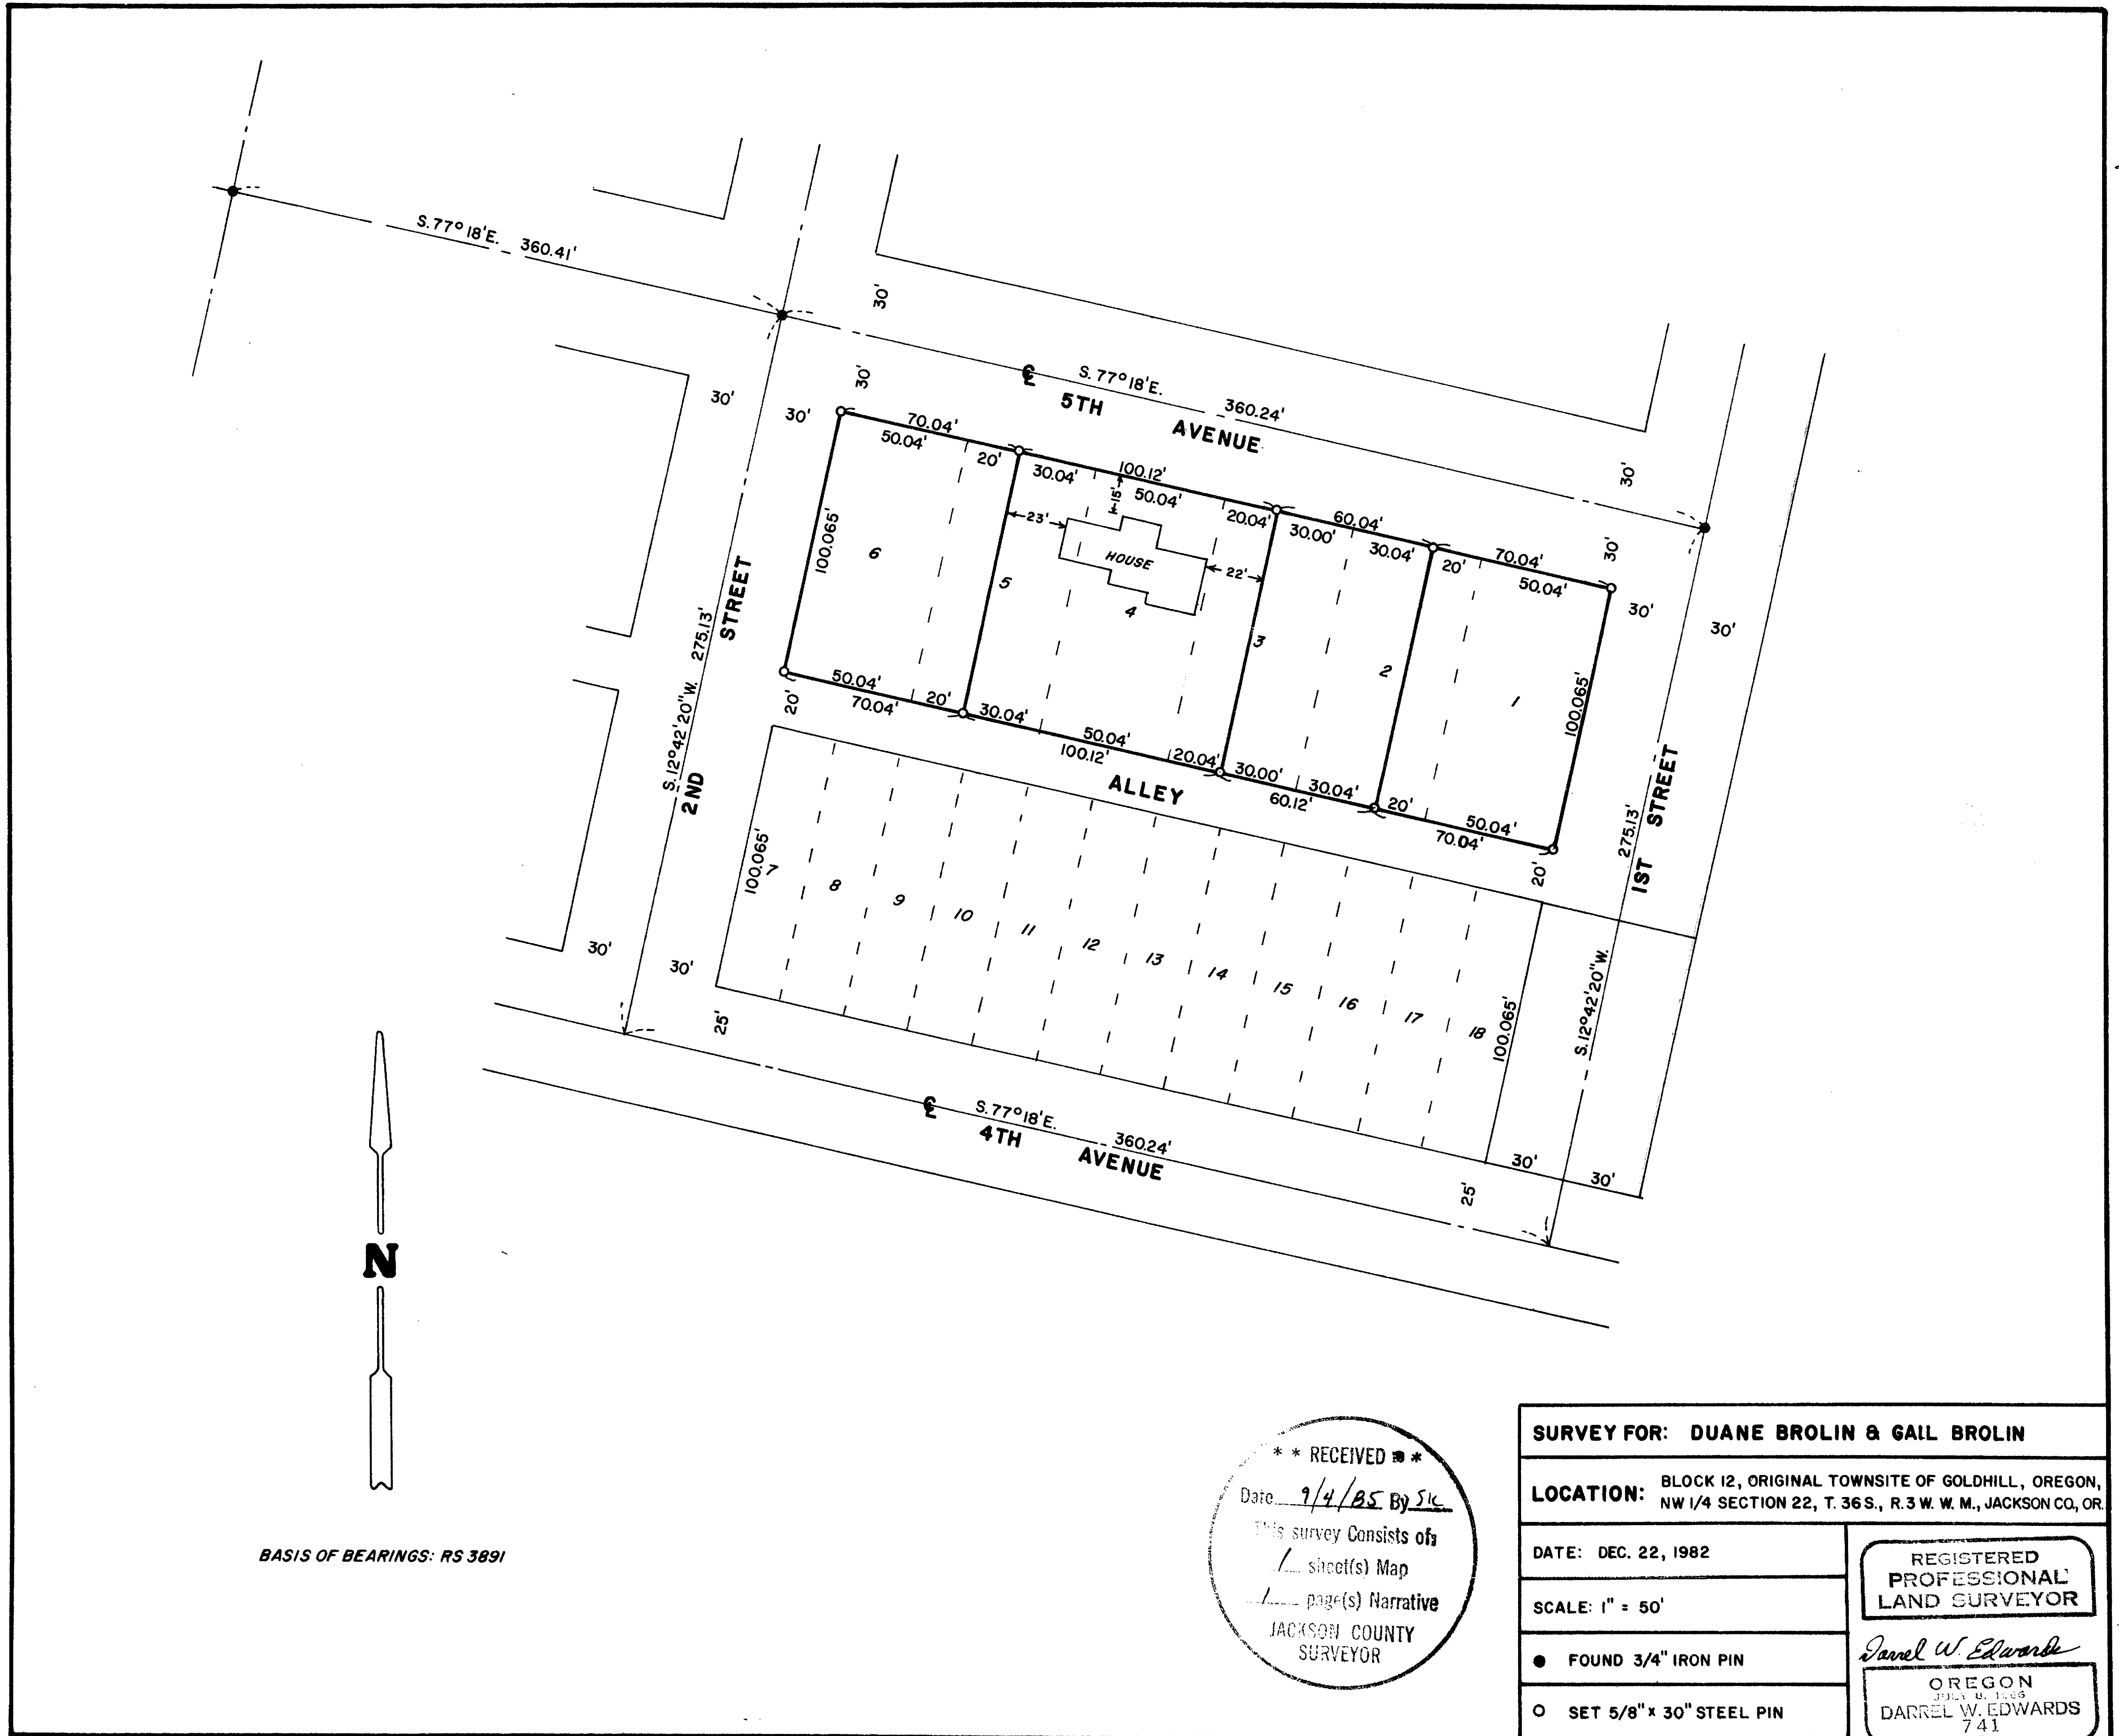 S. 77° 18' E. 360.41'
30'
30'
℄ S. 77° 18' E. 360.24'
5TH AVENUE
30'
30'
30'
30'
30'
30'
30'
70.04'
50.04' 20'
100.12'
30.04' 50.04' 20.04'
60.04'
30.00' 30.04'
70.04'
20' 50.04'
15'
23'
HOUSE
22'
100.065'
6
5
4
3
2
1
100.065'
50.04' 20'
70.04'
30.04' 50.04' 20.04'
100.12'
30.00' 30.04'
60.12'
20' 50.04'
70.04'
S. 12° 42' 20" W. 275.13'
2ND STREET
20'
ALLEY
20'
275.13'
S. 12° 42' 20" W.
1ST STREET
100.065'
7 8 9 10 11 12 13 14 15 16 17 18
100.065'
30'
30'
25'
30'
30'
25'
℄ S. 77° 18' E. 360.24'
4TH AVENUE
N
BASIS OF BEARINGS: RS 3891
* * RECEIVED * *
Date 9/4/85 By SK
This survey Consists of:
1 sheet(s) Map
1 page(s) Narrative
JACKSON COUNTY
SURVEYOR
SURVEY FOR: DUANE BROLIN & GAIL BROLIN
LOCATION: BLOCK 12, ORIGINAL TOWNSITE OF GOLDHILL, OREGON,
NW 1/4 SECTION 22, T. 36 S., R. 3 W. W. M., JACKSON CO., OR.
DATE: DEC. 22, 1982
SCALE: 1" = 50'
● FOUND 3/4" IRON PIN
○ SET 5/8" x 30" STEEL PIN
REGISTERED
PROFESSIONAL
LAND SURVEYOR
Darrel W. Edwards
OREGON
JULY 8, 1966
DARREL W. EDWARDS
741